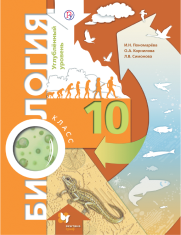 БИОЛОГИЯ
Углублённый
уровень
И.Н. Пономарёва
О.А. Корнилова
Л.В. Симонова
10
КЛАСС